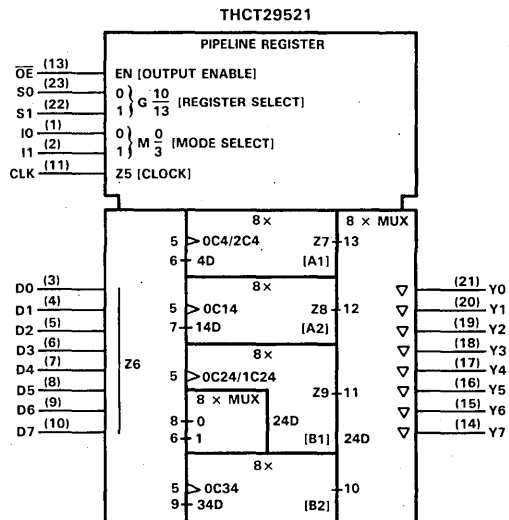 THCT29521
PIPELINE REGISTER
OE (13) EN [OUTPUT ENABLE]
S0 (23) 0 } G 10/13 [REGISTER SELECT]
S1 (22) 1
I0 (1) 0 } M 0/3 [MODE SELECT]
I1 (2) 1
CLK (11) Z5 [CLOCK]
8× 8 × MUX
5 0C4/2C4 Z7 13
6 4D [A1]
8×
D0 (3) (21) Y0
D1 (4) 5 0C14 Z8 12 (20) Y1
D2 (5) 7 14D [A2] (19) Y2
D3 (6) 8× (18) Y3
D4 (7) Z6 5 0C24/1C24 (17) Y4
D5 (8) 8 × MUX Z9 11 (16) Y5
D6 (9) 8 0 24D (15) Y6
D7 (10) 6 1 [B1] 24D (14) Y7
8×
5 0C34 10
9 34D [B2]